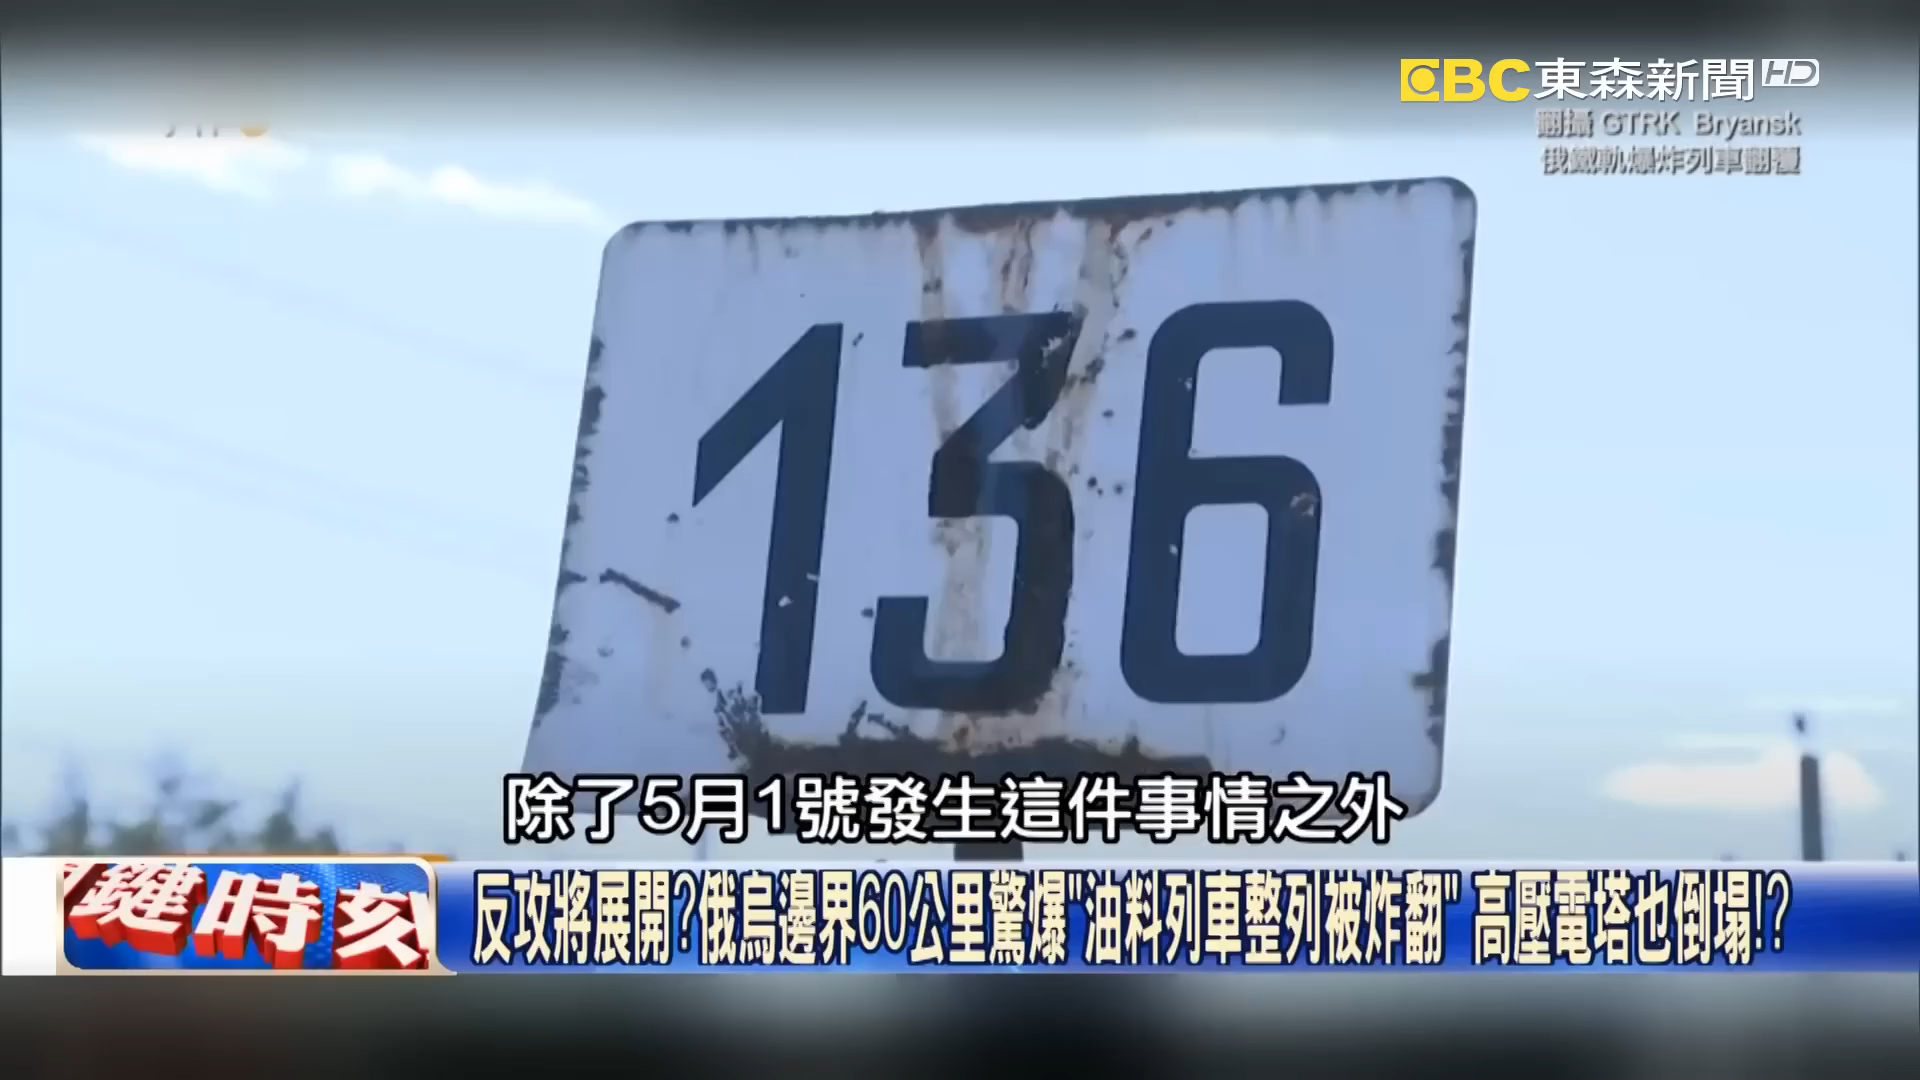 EBC東森新聞HD
翻攝 GTRK Bryansk
俄鐵軌爆炸列車翻覆
136
除了5月1號發生這件事情之外
鍵時刻
反攻將展開?俄烏邊界60公里驚爆"油料列車整列被炸翻" 高壓電塔也倒塌!?